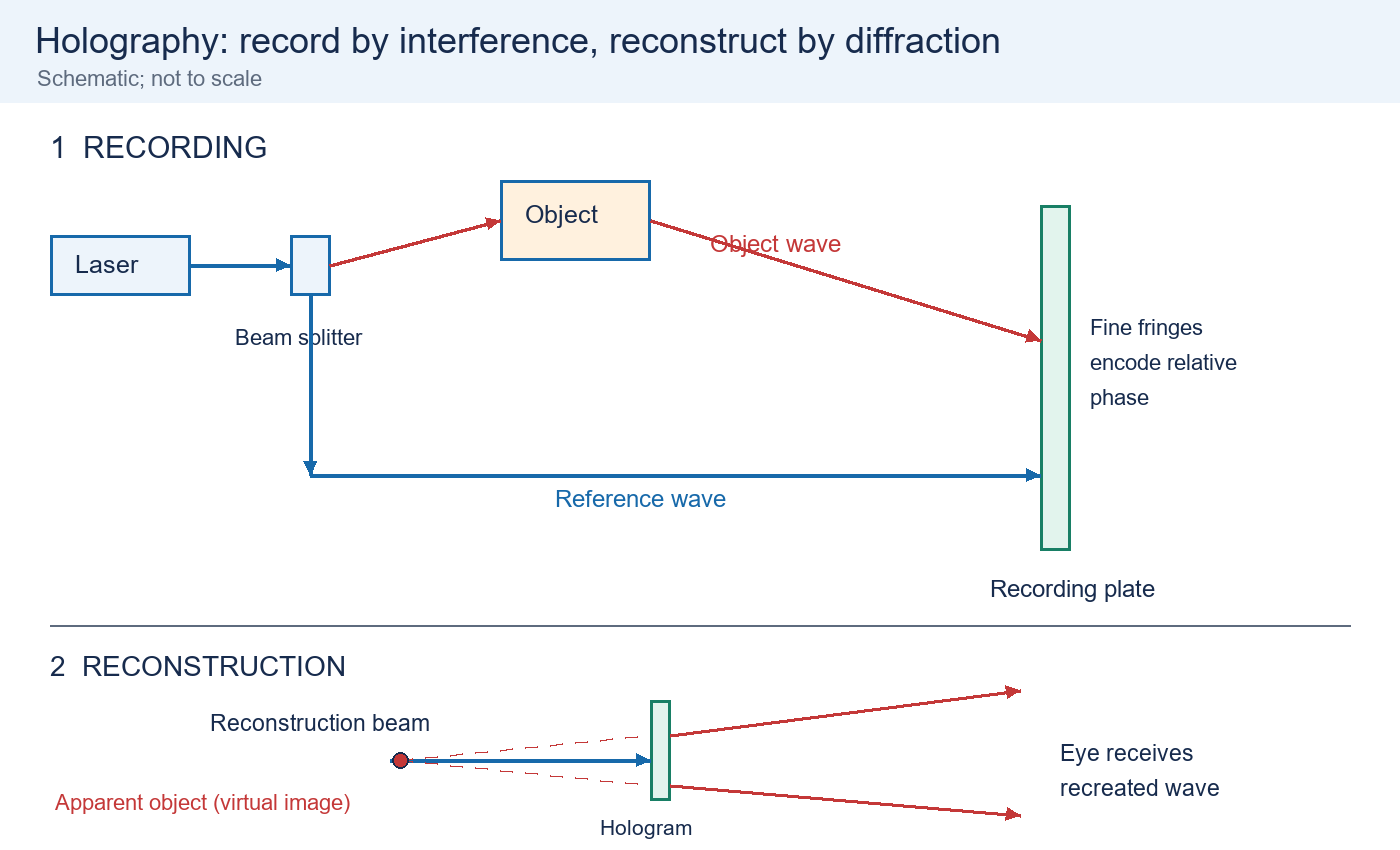 Holography: record by interference, reconstruct by diffraction
Schematic; not to scale
1 RECORDING
Object
Object wave
Laser
Beam splitter
Fine fringes
encode relative
phase
Reference wave
Recording plate
2 RECONSTRUCTION
Reconstruction beam
Eye receives
recreated wave
Apparent object (virtual image)
Hologram